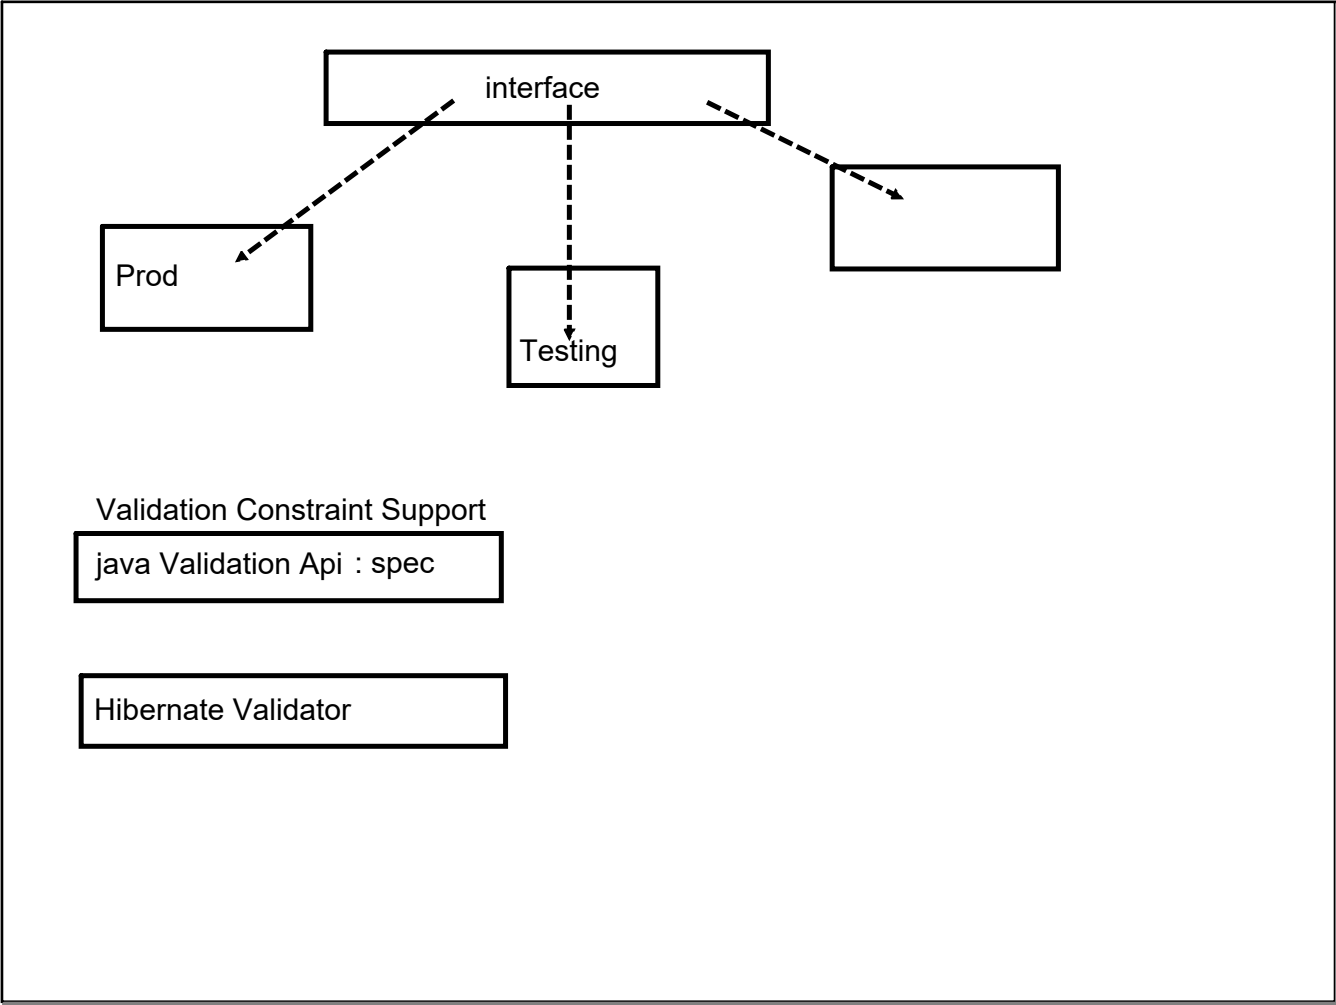 interface
Prod
Testing
Validation Constraint Support
java Validation Api : spec
Hibernate Validator